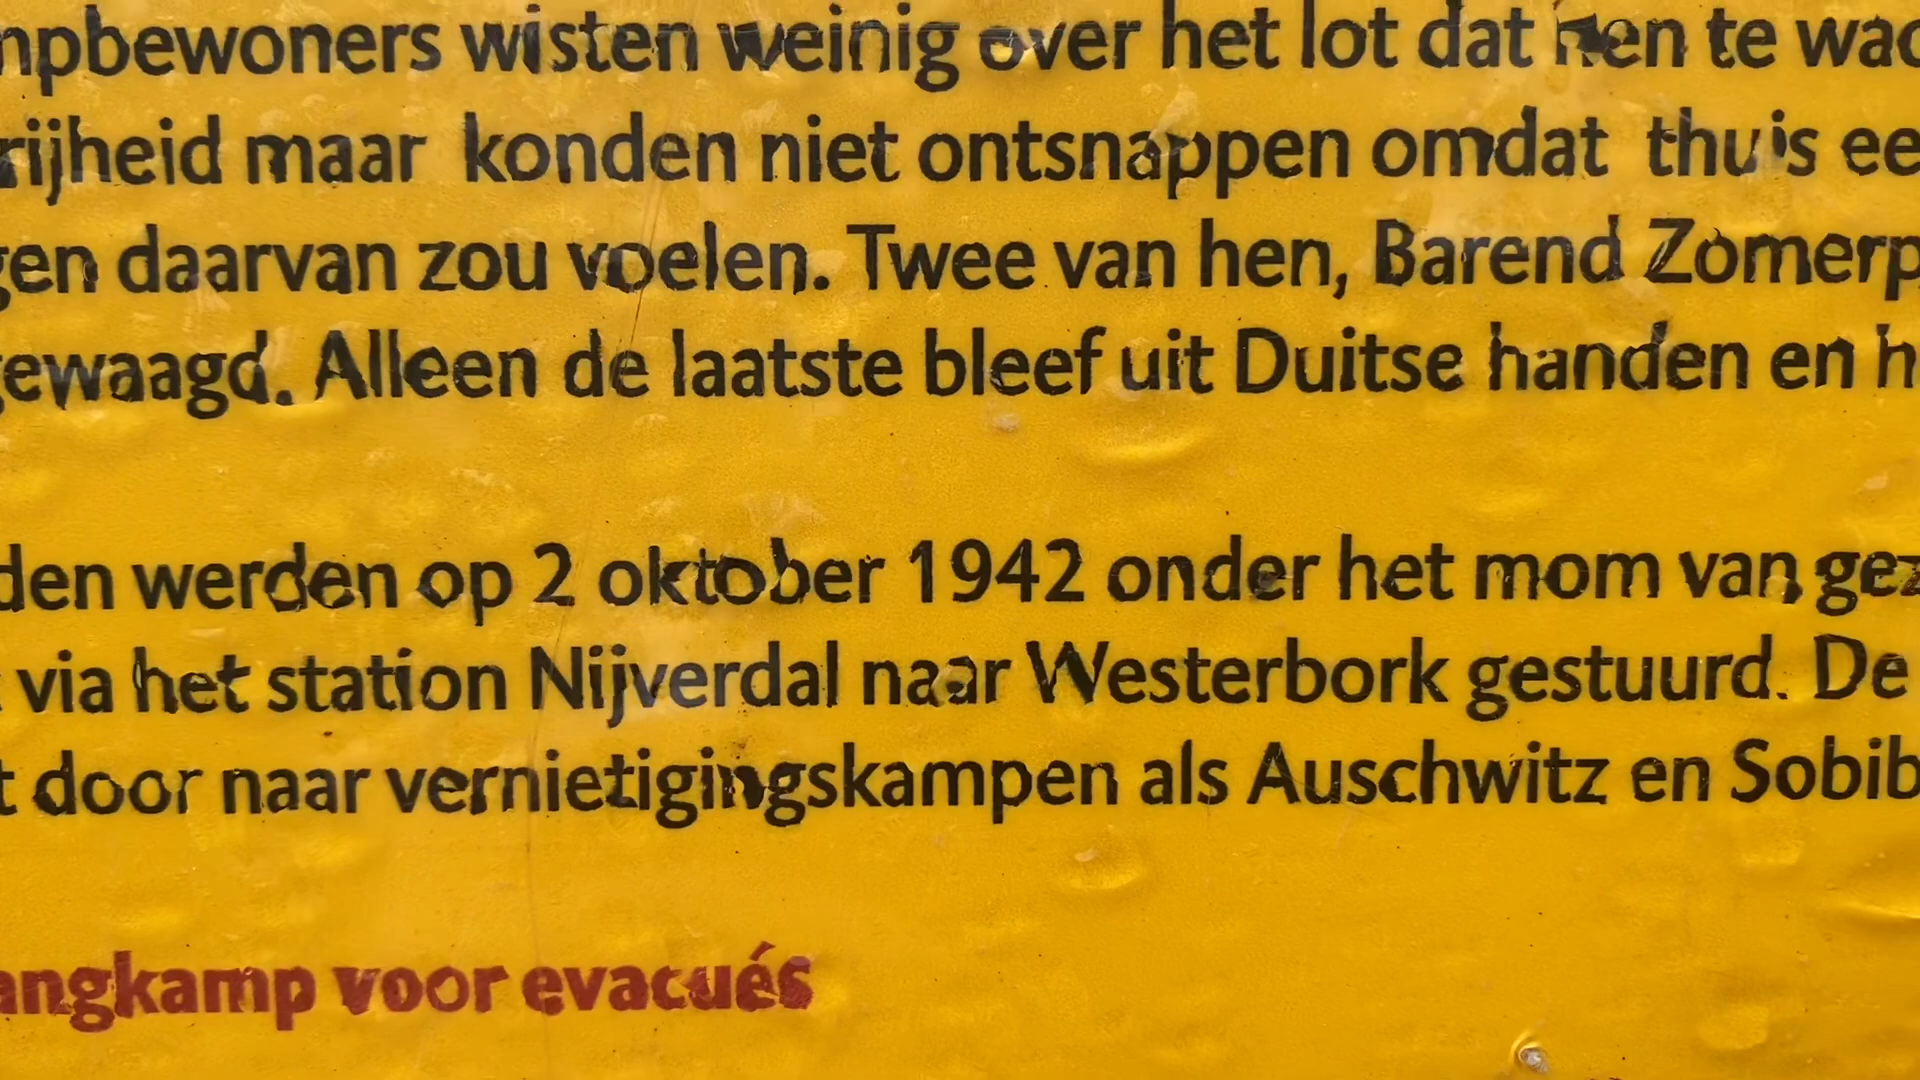 mpbewoners wisten weinig over het lot dat hen te wac
rijheid maar konden niet ontsnappen omdat thuis ee
gen daarvan zou voelen. Twee van hen, Barend Zomerp
gewaagd. Alleen de laatste bleef uit Duitse handen en h
den werden op 2 oktober 1942 onder het mom van gez
t via het station Nijverdal naar Westerbork gestuurd. De
t door naar vernietigingskampen als Auschwitz en Sobib
angkamp voor evacués